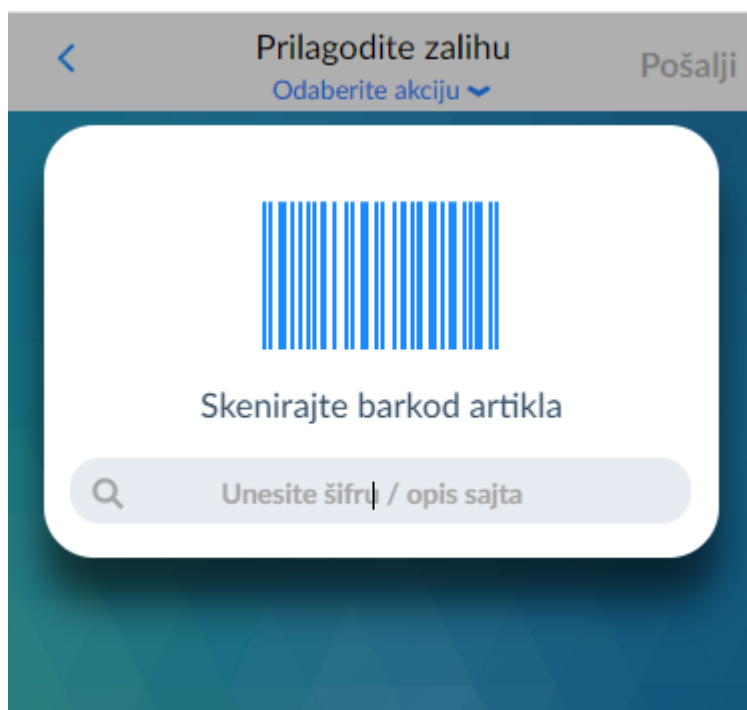 Prilagodite zalihu
Odaberite akciju
Pošalji
Skenirajte barkod artikla
Unesite šifru / opis sajta